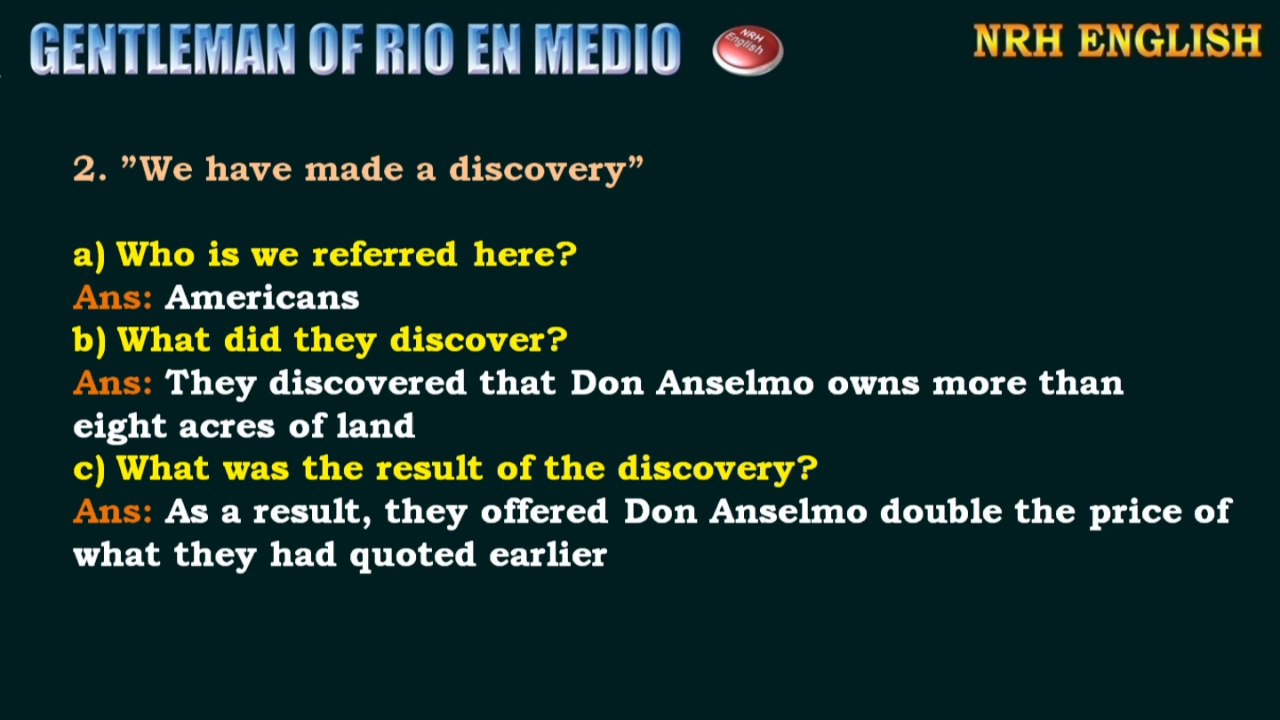 GENTLEMAN OF RIO EN MEDIO
NRH English
NRH ENGLISH
2. ”We have made a discovery”
a) Who is we referred here?
Ans: Americans
b) What did they discover?
Ans: They discovered that Don Anselmo owns more than
eight acres of land
c) What was the result of the discovery?
Ans: As a result, they offered Don Anselmo double the price of
what they had quoted earlier